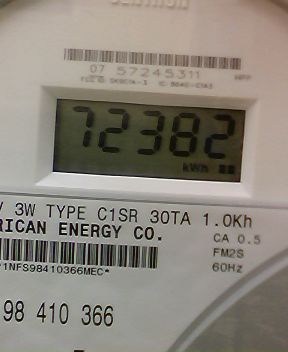 07 57245311
72382
kWh
V 3W TYPE C1SR 30TA 1.0Kh
RICAN ENERGY CO.
CA 0.5
FM2S
60Hz
98 410 366